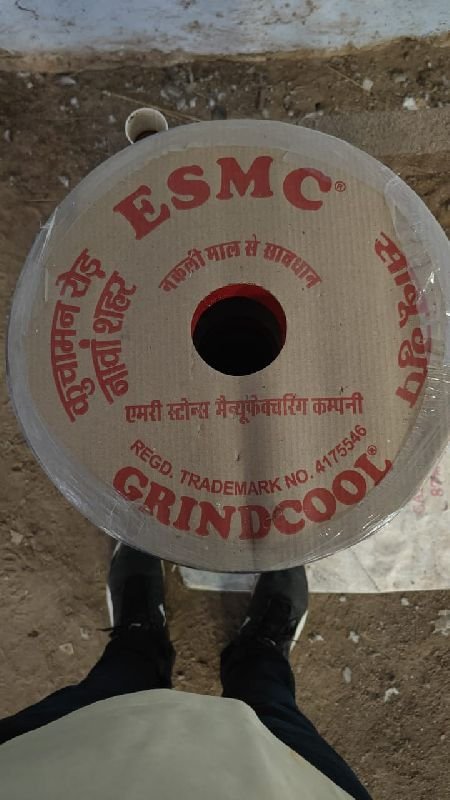 ESMC®
नकली माल से सावधान
कुचामन रोड़
नावां शहर
साबू ग्रुप
एमरी स्टोन्स मैन्यूफेक्चरिंग कम्पनी
REGD. TRADEMARK NO. 4175546
GRINDCOOL®